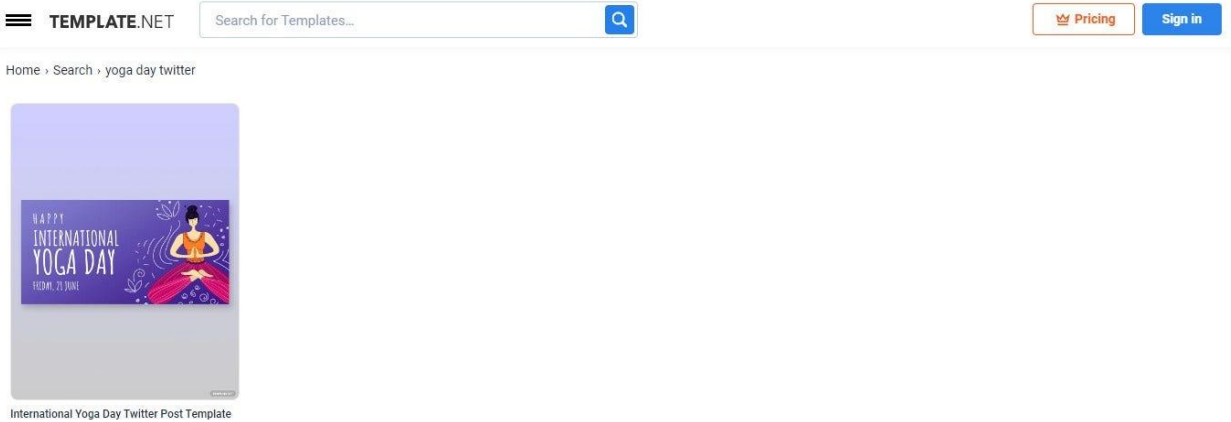 TEMPLATE.NET
Search for Templates...
Pricing
Sign in
Home › Search › yoga day twitter
HAPPY
INTERNATIONAL
YOGA DAY
FRIDAY, 21 JUNE
International Yoga Day Twitter Post Template